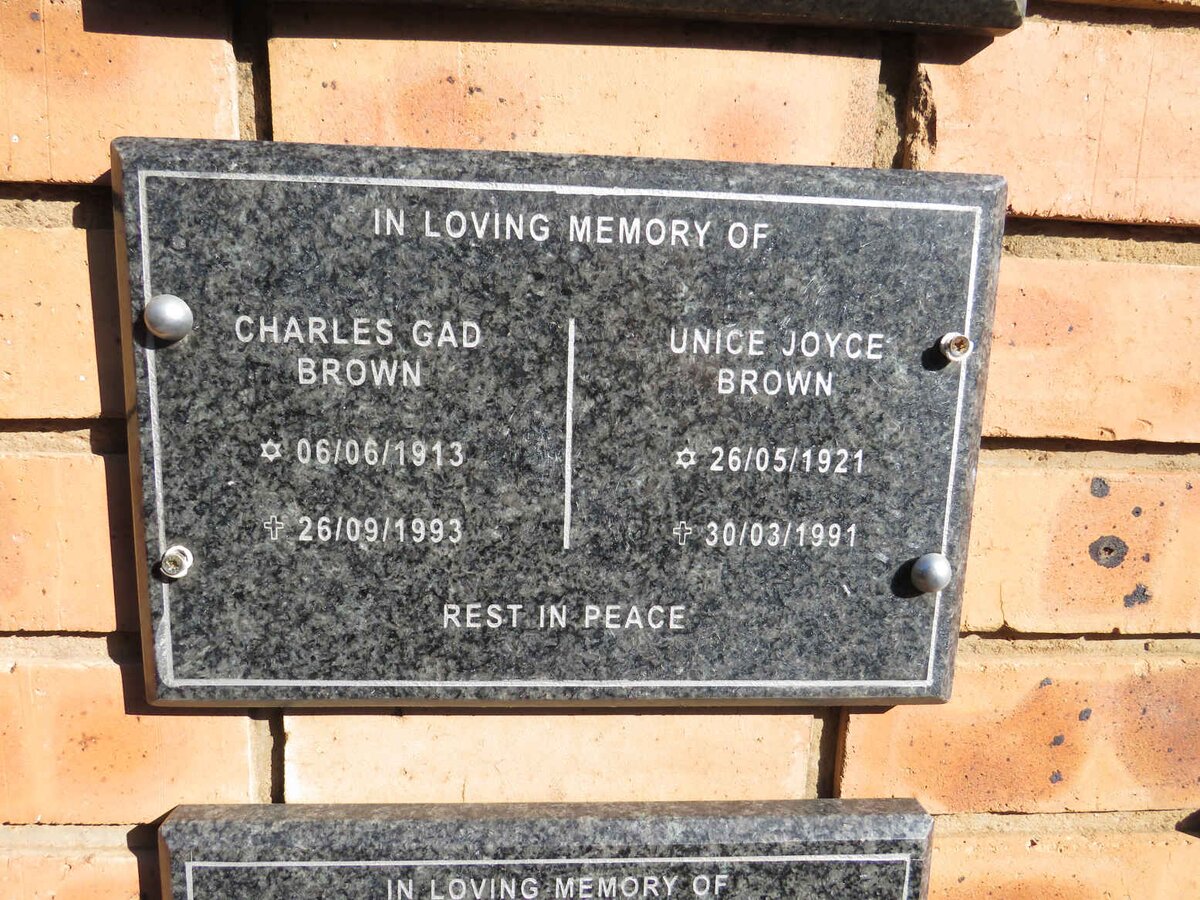 IN LOVING MEMORY OF
CHARLES GAD
BROWN
✡ 06/06/1913
✝ 26/09/1993
UNICE JOYCE
BROWN
✡ 26/05/1921
✝ 30/03/1991
REST IN PEACE
IN LOVING MEMORY OF